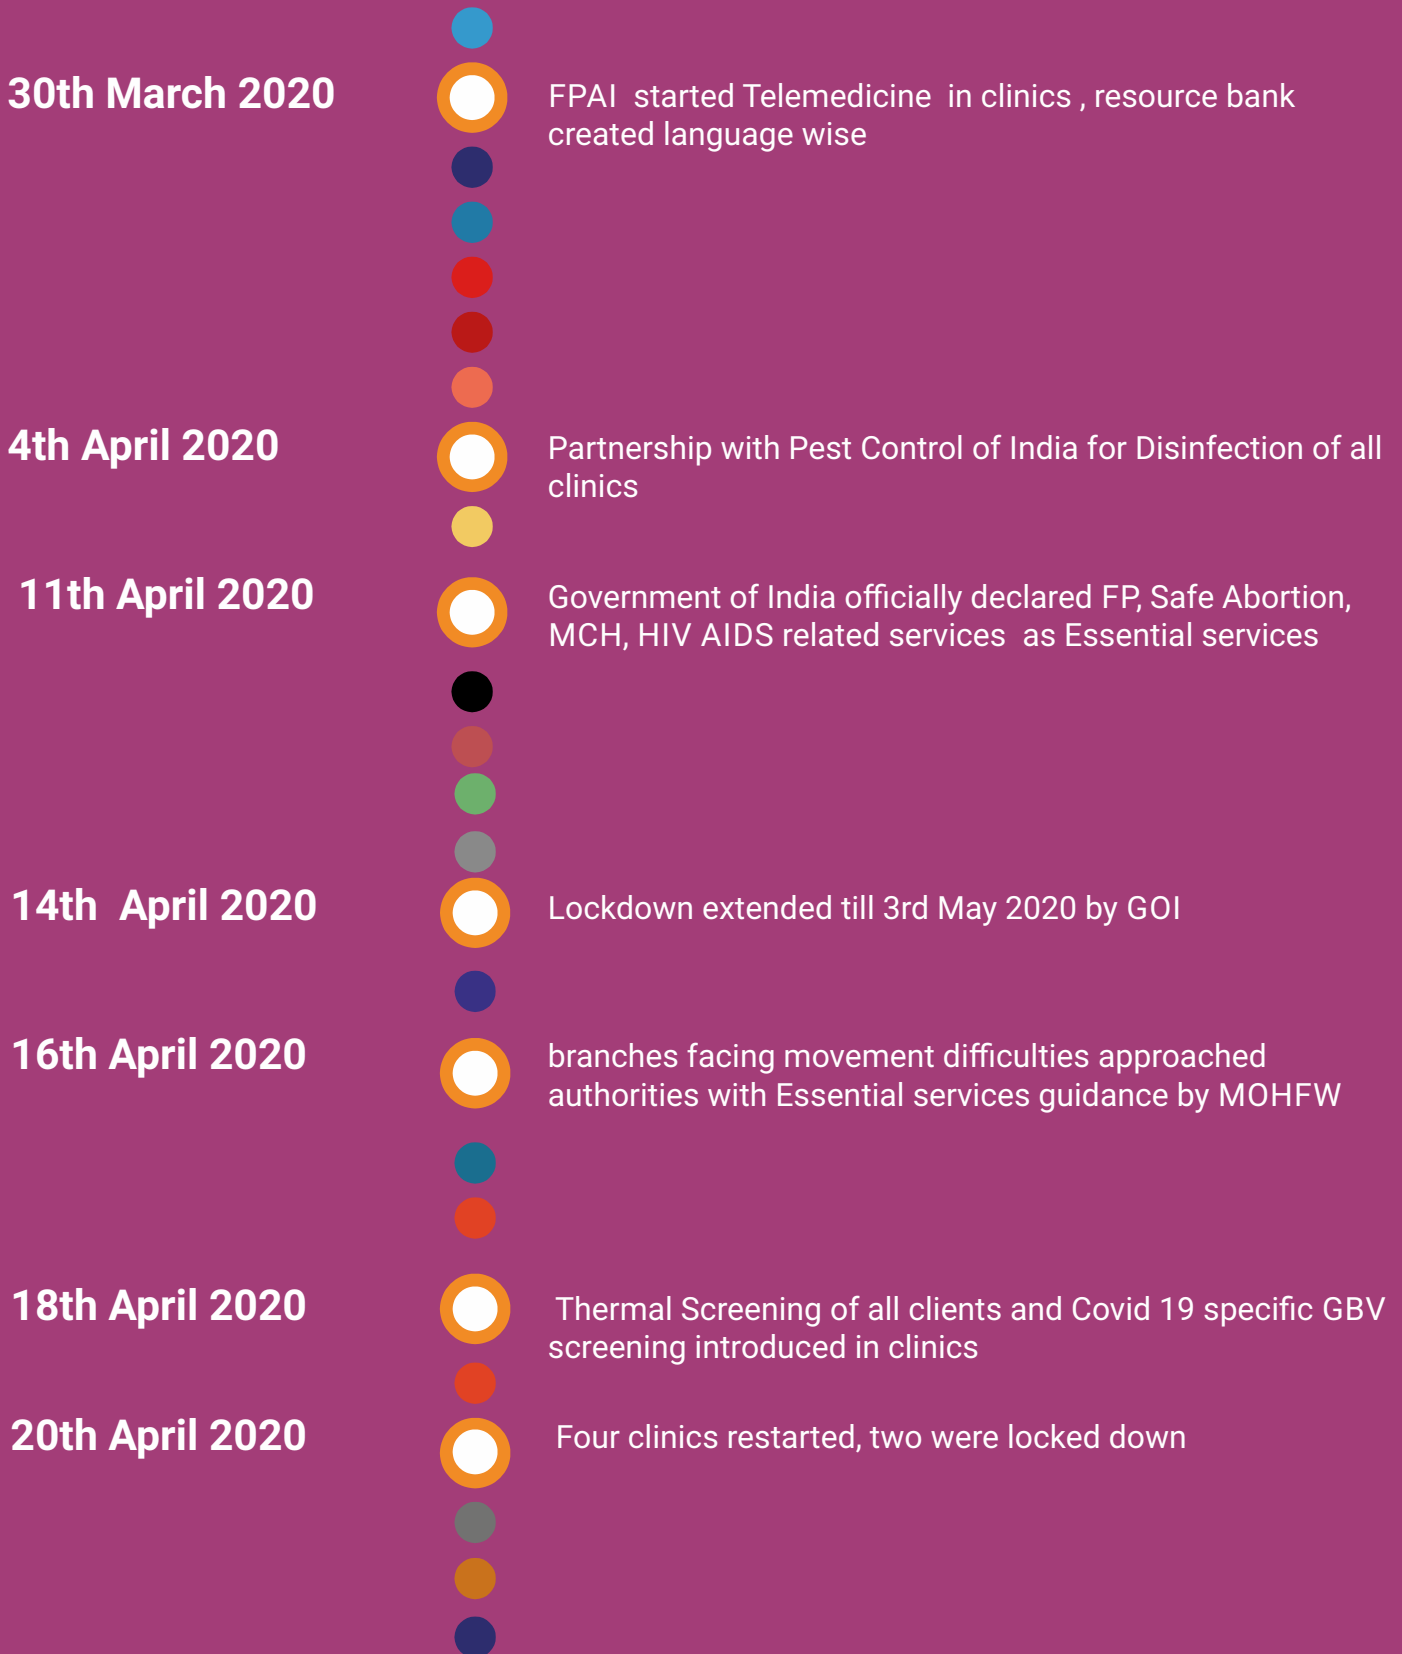 30th March 2020
FPAI started Telemedicine in clinics , resource bank
created language wise
4th April 2020
Partnership with Pest Control of India for Disinfection of all
clinics
11th April 2020
Government of India officially declared FP, Safe Abortion,
MCH, HIV AIDS related services as Essential services
14th April 2020
Lockdown extended till 3rd May 2020 by GOI
16th April 2020
branches facing movement difficulties approached
authorities with Essential services guidance by MOHFW
18th April 2020
Thermal Screening of all clients and Covid 19 specific GBV
screening introduced in clinics
20th April 2020
Four clinics restarted, two were locked down